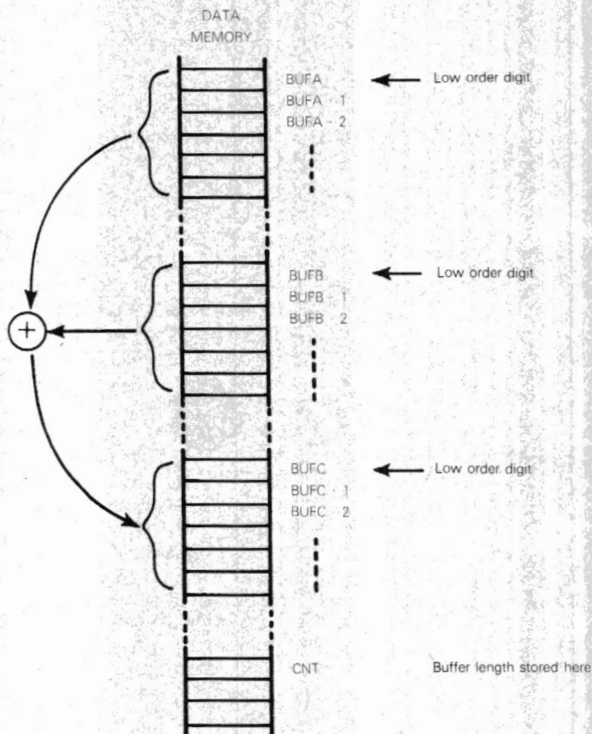 DATA
MEMORY
BUFA Low order digit
BUFA 1
BUFA 2
+
BUFB Low order digit
BUFB 1
BUFB 2
BUFC Low order digit
BUFC 1
BUFC 2
CNT Buffer length stored here